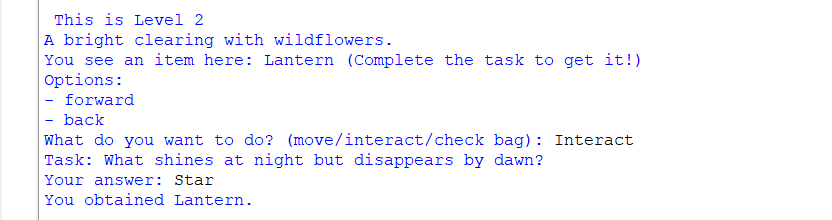 This is Level 2
A bright clearing with wildflowers.
You see an item here: Lantern (Complete the task to get it!)
Options:
- forward
- back
What do you want to do? (move/interact/check bag): Interact
Task: What shines at night but disappears by dawn?
Your answer: Star
You obtained Lantern.